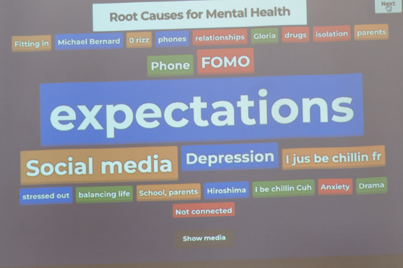 Next
Root Causes for Mental Health
Fitting in Michael Bernard 0 rizz phones relationships Gloria drugs isolation parents
Phone FOMO
expectations
Social media Depression I jus be chillin fr
stressed out balancing life School, parents Hiroshima I be chillin Cuh Anxiety Drama
Not connected
Show media